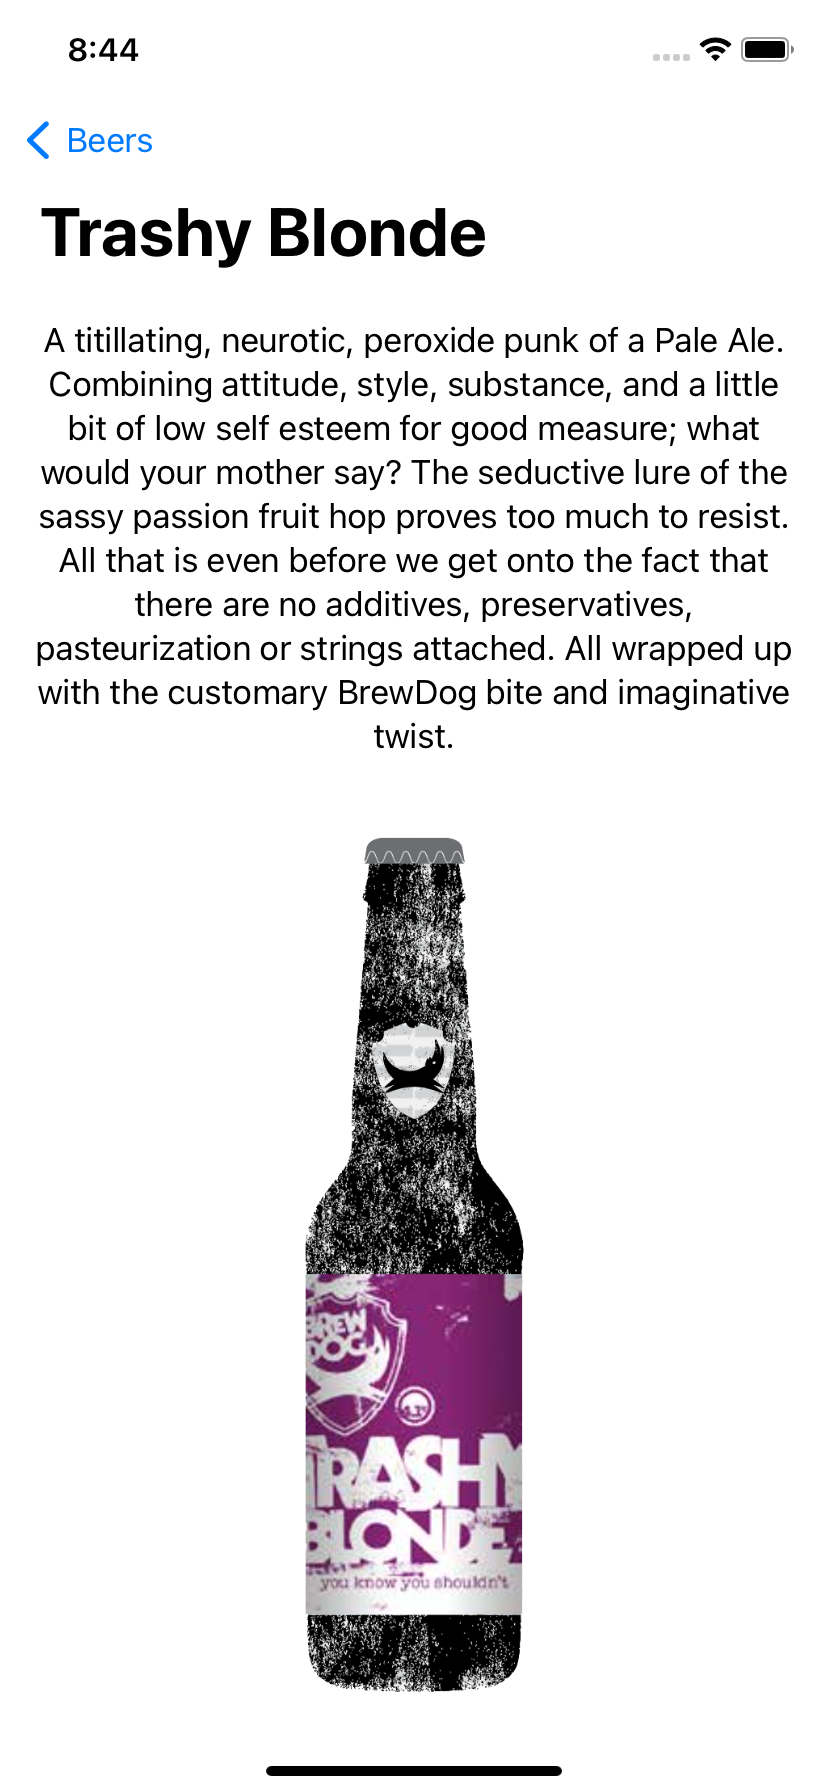 8:44
Beers
Trashy Blonde
A titillating, neurotic, peroxide punk of a Pale Ale.
Combining attitude, style, substance, and a little
bit of low self esteem for good measure; what
would your mother say? The seductive lure of the
sassy passion fruit hop proves too much to resist.
All that is even before we get onto the fact that
there are no additives, preservatives,
pasteurization or strings attached. All wrapped up
with the customary BrewDog bite and imaginative
twist.
BREW
DOG
TRASHY
BLONDE
you know you shouldn't